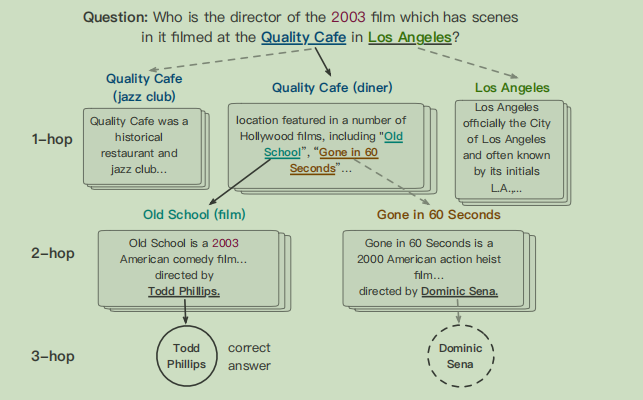 Question: Who is the director of the 2003 film which has scenes
in it filmed at the Quality Cafe in Los Angeles?
Quality Cafe
(jazz club)
Quality Cafe (diner)
Los Angeles
1-hop
Quality Cafe was a
historical
restaurant and
jazz club...
location featured in a number of
Hollywood films, including "Old
School", "Gone in 60
Seconds"...
Los Angeles
officially the City
of Los Angeles
and often known
by its initials
L.A.,...
Old School (film)
Gone in 60 Seconds
2-hop
Old School is a 2003
American comedy film...
directed by
Todd Phillips.
Gone in 60 Seconds is a
2000 American action heist
film...
directed by Dominic Sena.
3-hop
Todd
Phillips
correct
answer
Dominic
Sena